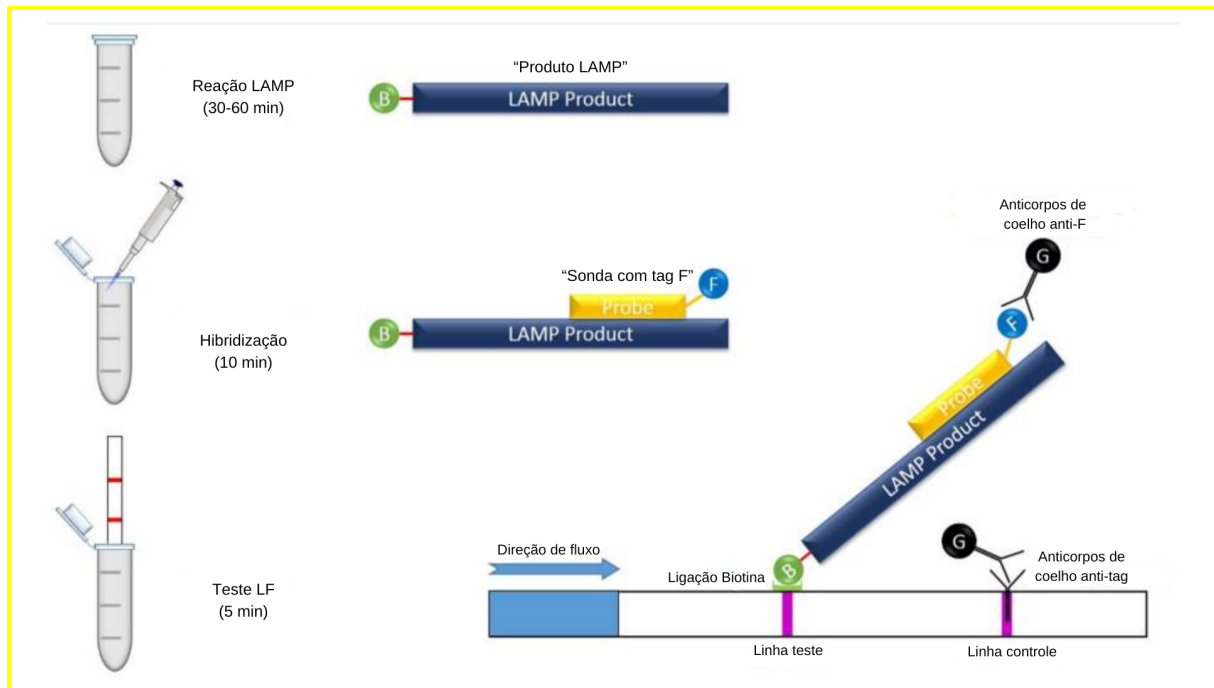 Reação LAMP
(30-60 min)
“Produto LAMP”
B
LAMP Product
Hibridização
(10 min)
“Sonda com tag F”
F
Probe
B
LAMP Product
Anticorpos de
coelho anti-F
G
F
Probe
LAMP Product
B
Teste LF
(5 min)
Direção de fluxo
Ligação Biotina
G
Anticorpos de
coelho anti-tag
Linha teste
Linha controle